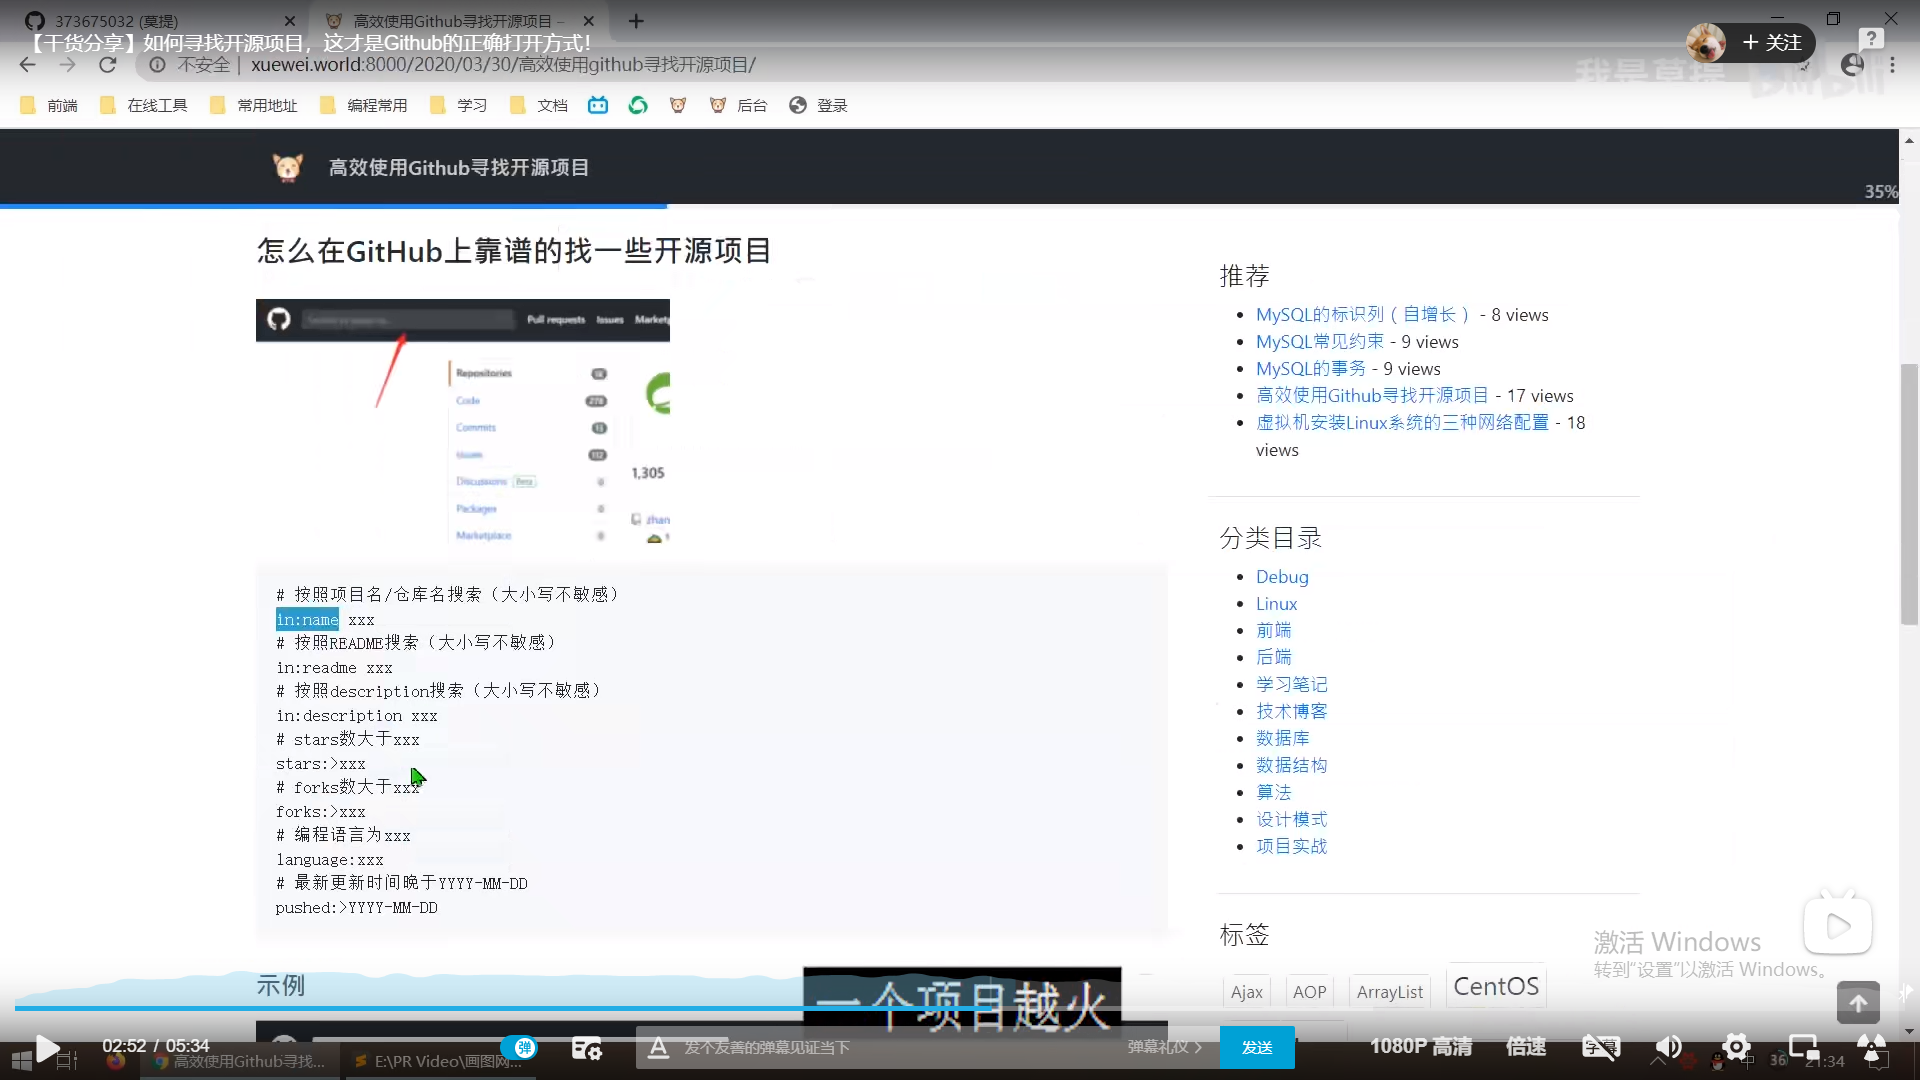 373675032 (莫提)
高效使用Github寻找开源项目 –
【干货分享】如何寻找开源项目，这才是Github的正确打开方式!
+ 关注
不安全 | xuewei.world:8000/2020/03/30/高效使用github寻找开源项目/
我是莫提 bilibili
前端 在线工具 常用地址 编程常用 学习 文档 后台 登录
高效使用Github寻找开源项目
35%
怎么在GitHub上靠谱的找一些开源项目
Pull requests Issues Marketp
Repositories
Code 278
Commits
Issues
Discussions Beta 0
Packages 0
Marketplace 0
1,305
zhan
# 按照项目名/仓库名搜索（大小写不敏感）
in:name xxx
# 按照README搜索（大小写不敏感）
in:readme xxx
# 按照description搜索（大小写不敏感）
in:description xxx
# stars数大于xxx
stars:>xxx
# forks数大于xxx
forks:>xxx
# 编程语言为xxx
language:xxx
# 最新更新时间晚于YYYY-MM-DD
pushed:>YYYY-MM-DD
示例
推荐
MySQL的标识列（自增长） - 8 views
MySQL常见约束 - 9 views
MySQL的事务 - 9 views
高效使用Github寻找开源项目 - 17 views
虚拟机安装Linux系统的三种网络配置 - 18
views
分类目录
Debug
Linux
前端
后端
学习笔记
技术博客
数据库
数据结构
算法
设计模式
项目实战
标签
Ajax AOP ArrayList CentOS
激活 Windows
转到“设置”以激活 Windows。
一个项目越火
02:52 / 05:34
弹
发个友善的弹幕见证当下
弹幕礼仪 >
发送
1080P 高清
倍速
字幕
高效使用Github寻找...
E:\PR Video\画图网...
36
中
21:34